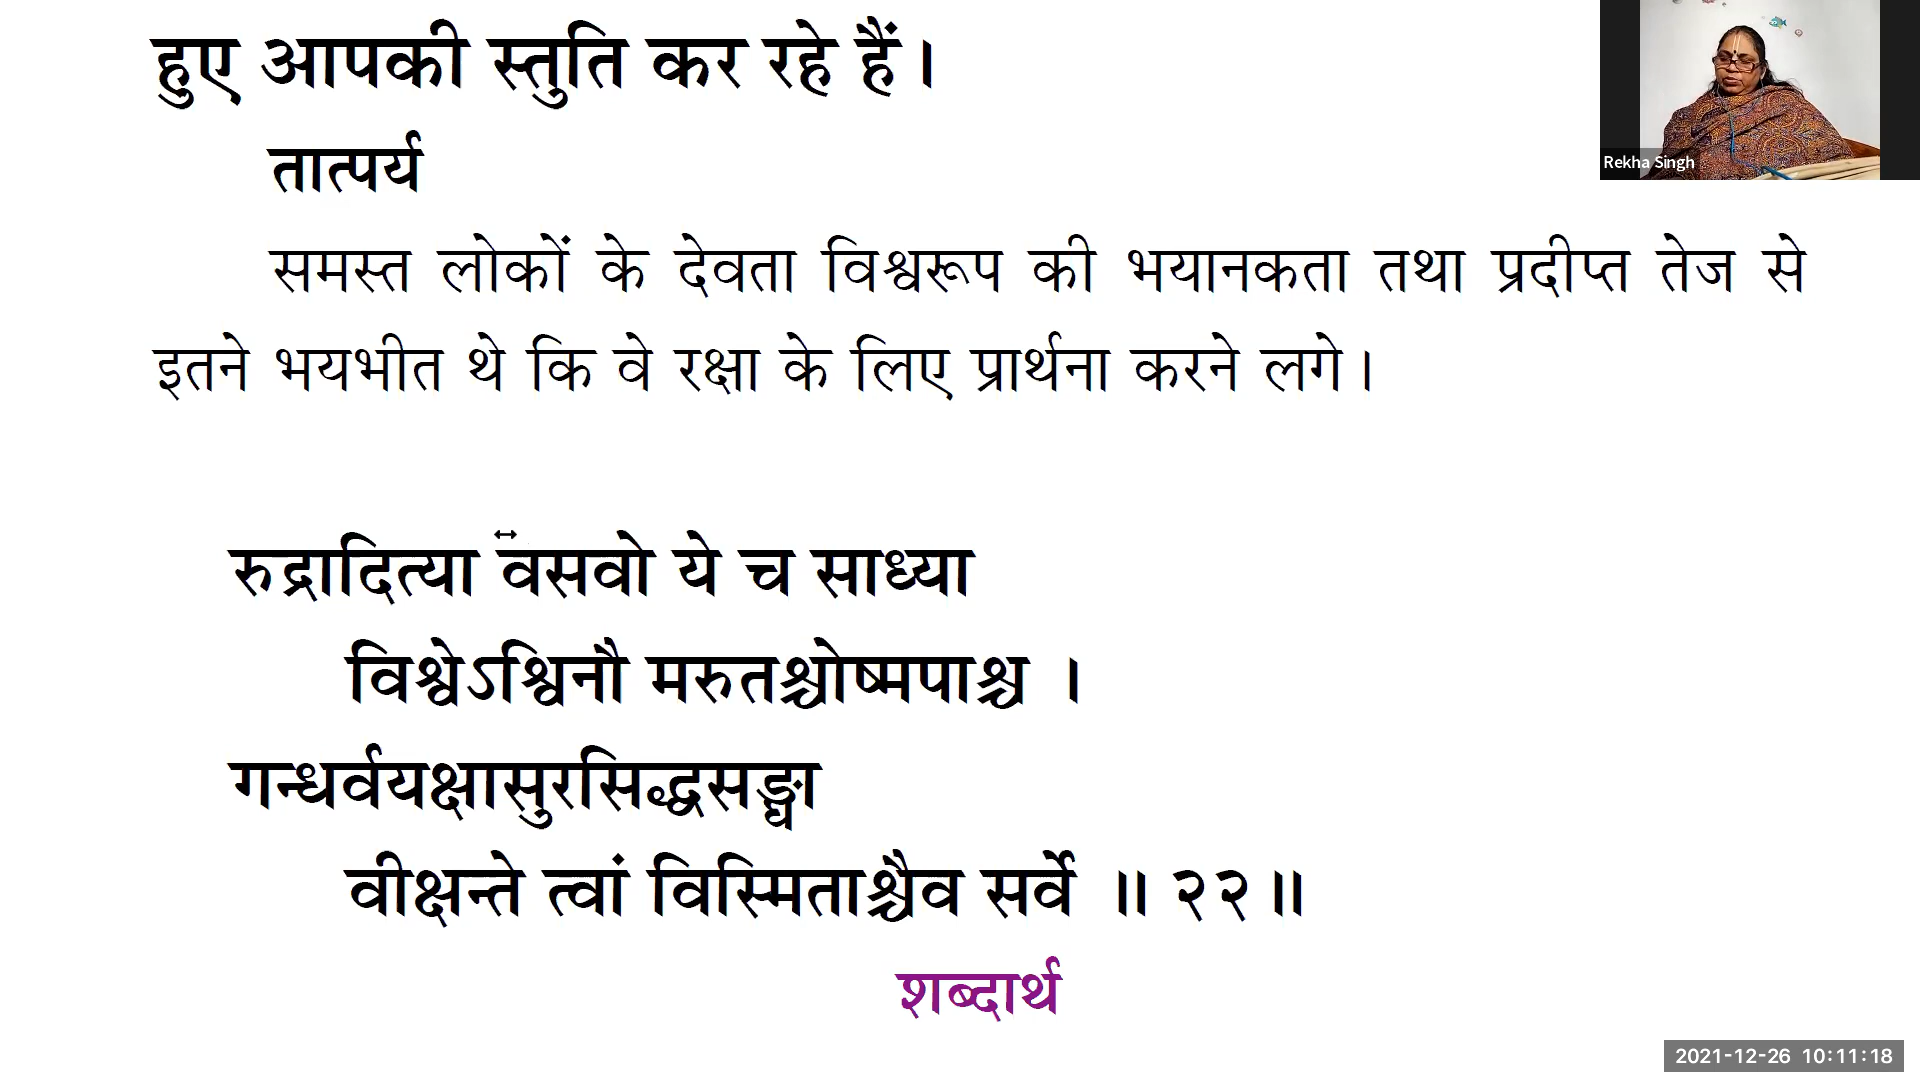 हुए आपकी स्तुति कर रहे हैं।
Rekha Singh
तात्पर्य
समस्त लोकों के देवता विश्वरूप की भयानकता तथा प्रदीप्त तेज से
इतने भयभीत थे कि वे रक्षा के लिए प्रार्थना करने लगे।
रुद्रादित्या वसवो ये च साध्या
विश्वेऽश्विनौ मरुतश्चोष्मपाश्च ।
गन्धर्वयक्षासुरसिद्धसङ्घा
वीक्षन्ते त्वां विस्मिताश्चैव सर्वे ॥ २२॥
शब्दार्थ
2021-12-26 10:11:18